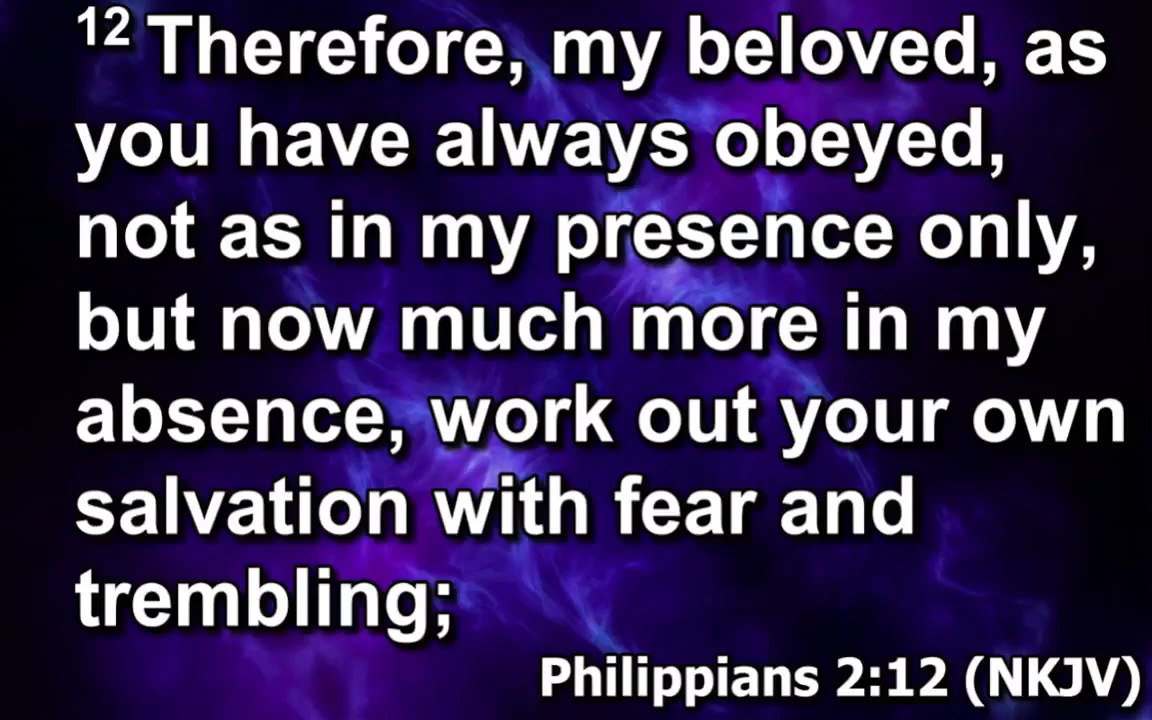 12 Therefore, my beloved, as
you have always obeyed,
not as in my presence only,
but now much more in my
absence, work out your own
salvation with fear and
trembling;
Philippians 2:12 (NKJV)